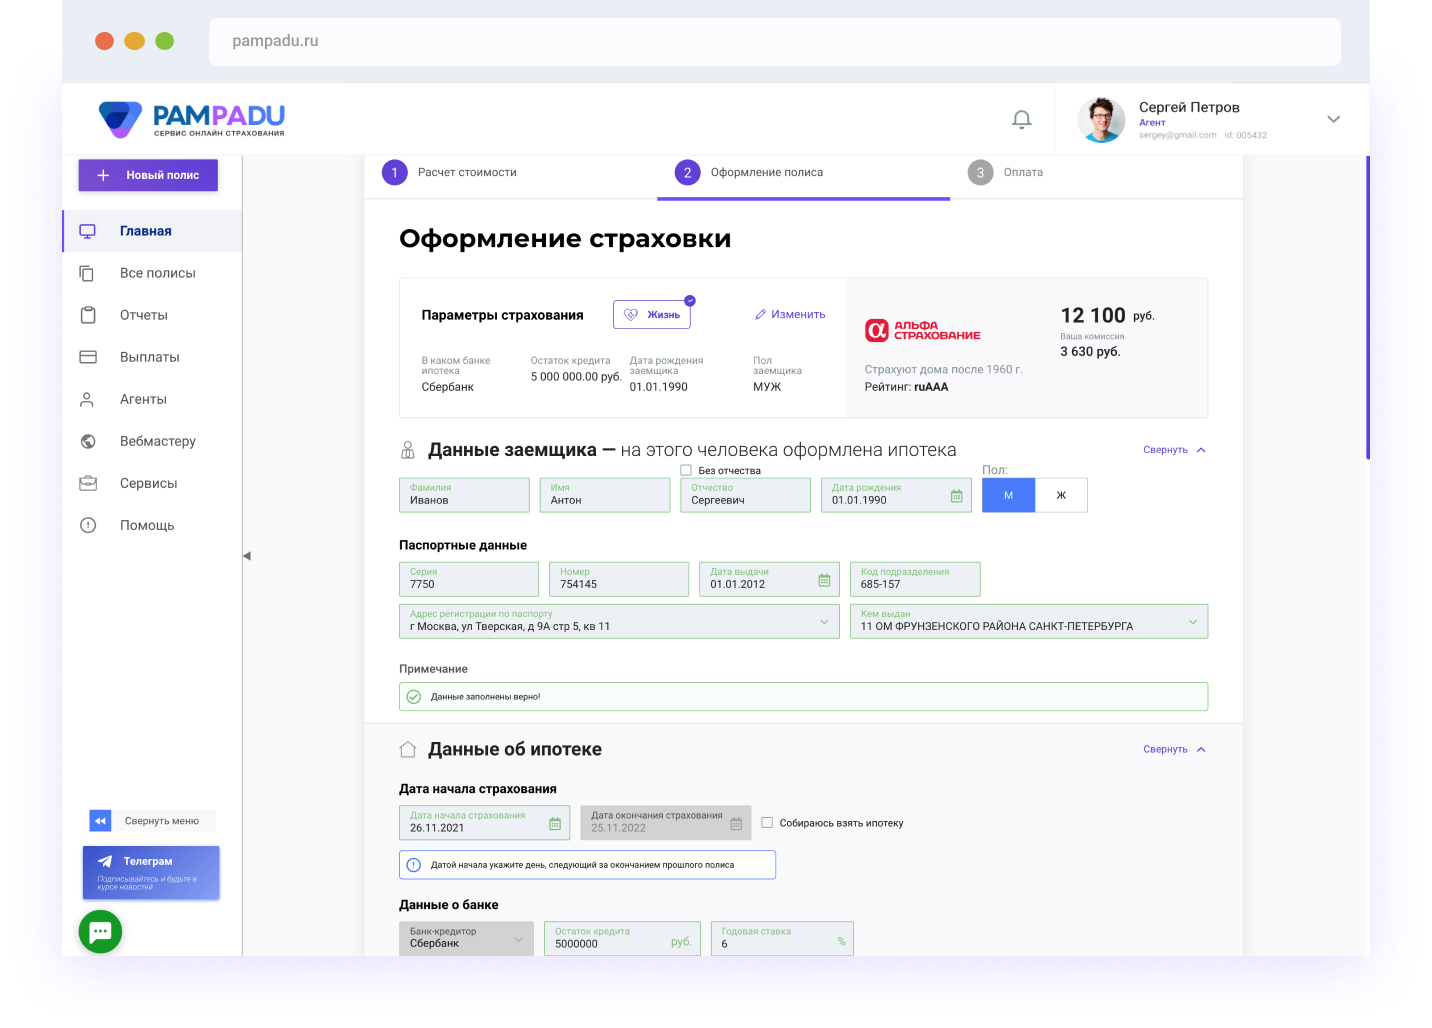 pampadu.ru
PAMPADU
СЕРВИС ОНЛАЙН СТРАХОВАНИЯ
Сергей Петров
Агент
sergey@gmail.com id: 005432
+ Новый полис
Главная
Все полисы
Отчеты
Выплаты
Агенты
Вебмастеру
Сервисы
Помощь
Свернуть меню
Телеграм
Подписывайтесь и будьте в
курсе новостей
1 Расчет стоимости
2 Оформление полиса
3 Оплата
Оформление страховки
Параметры страхования
Жизнь
Изменить
В каком банке
ипотека
Сбербанк
Остаток кредита
5 000 000.00 руб.
Дата рождения
заемщика
01.01.1990
Пол
заемщика
МУЖ
АЛЬФА
СТРАХОВАНИЕ
12 100 руб.
Ваша комиссия
3 630 руб.
Страхуют дома после 1960 г.
Рейтинг: ruAAA
Данные заемщика — на этого человека оформлена ипотека
Свернуть
Без отчества
Пол:
Фамилия
Иванов
Имя
Антон
Отчество
Сергеевич
Дата рождения
01.01.1990
М
Ж
Паспортные данные
Серия
7750
Номер
754145
Дата выдачи
01.01.2012
Код подразделения
685-157
Адрес регистрации по паспорту
г Москва, ул Тверская, д 9А стр 5, кв 11
Кем выдан
11 ОМ ФРУНЗЕНСКОГО РАЙОНА САНКТ-ПЕТЕРБУРГА
Примечание
Данные заполнены верно!
Данные об ипотеке
Свернуть
Дата начала страхования
Дата начала страхования
26.11.2021
Дата окончания страхования
25.11.2022
Собираюсь взять ипотеку
Датой начала укажите день, следующий за окончанием прошлого полиса
Данные о банке
Банк-кредитор
Сбербанк
Остаток кредита
5000000 руб.
Годовая ставка
6 %